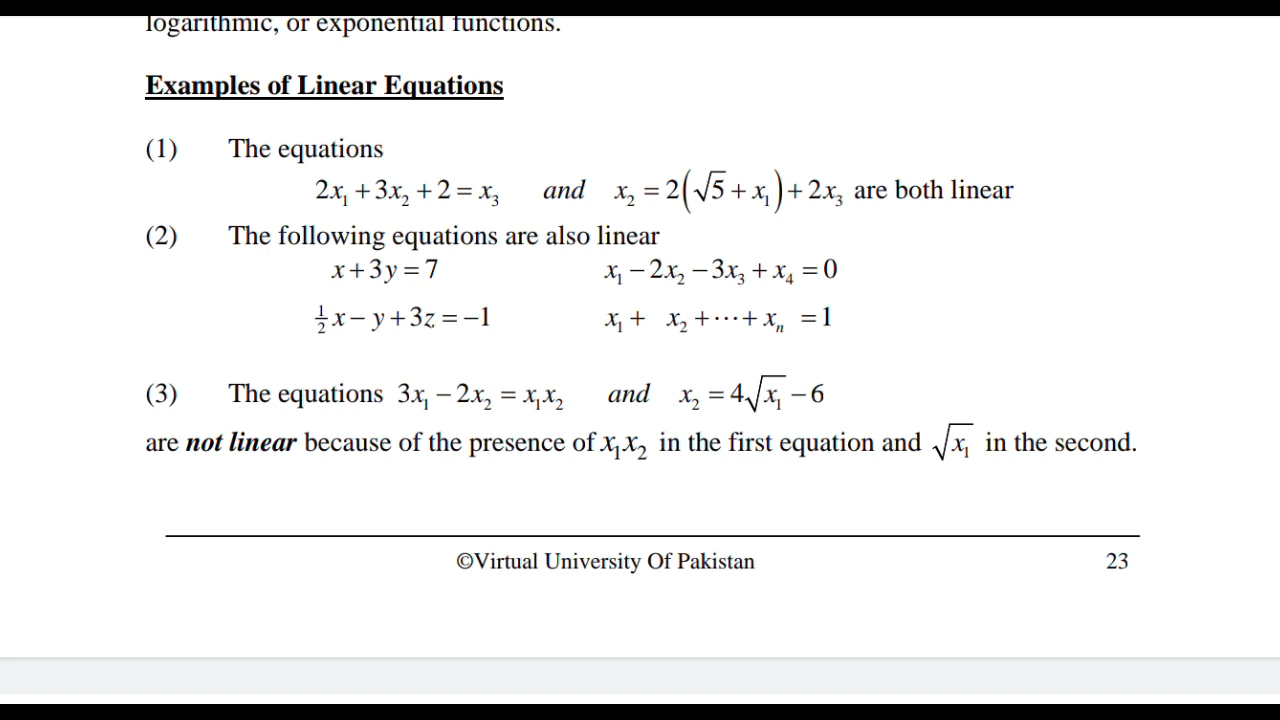 logarithmic, or exponential functions.
Examples of Linear Equations
(1) The equations
2x₁ + 3x₂ + 2 = x₃ and x₂ = 2(√5 + x₁) + 2x₃ are both linear
(2) The following equations are also linear
x + 3y = 7 x₁ − 2x₂ − 3x₃ + x₄ = 0
½x − y + 3z = −1 x₁ + x₂ + ⋯ + xₙ = 1
(3) The equations 3x₁ − 2x₂ = x₁x₂ and x₂ = 4√x₁ − 6
are not linear because of the presence of x₁x₂ in the first equation and √x₁ in the second.
©Virtual University Of Pakistan 23